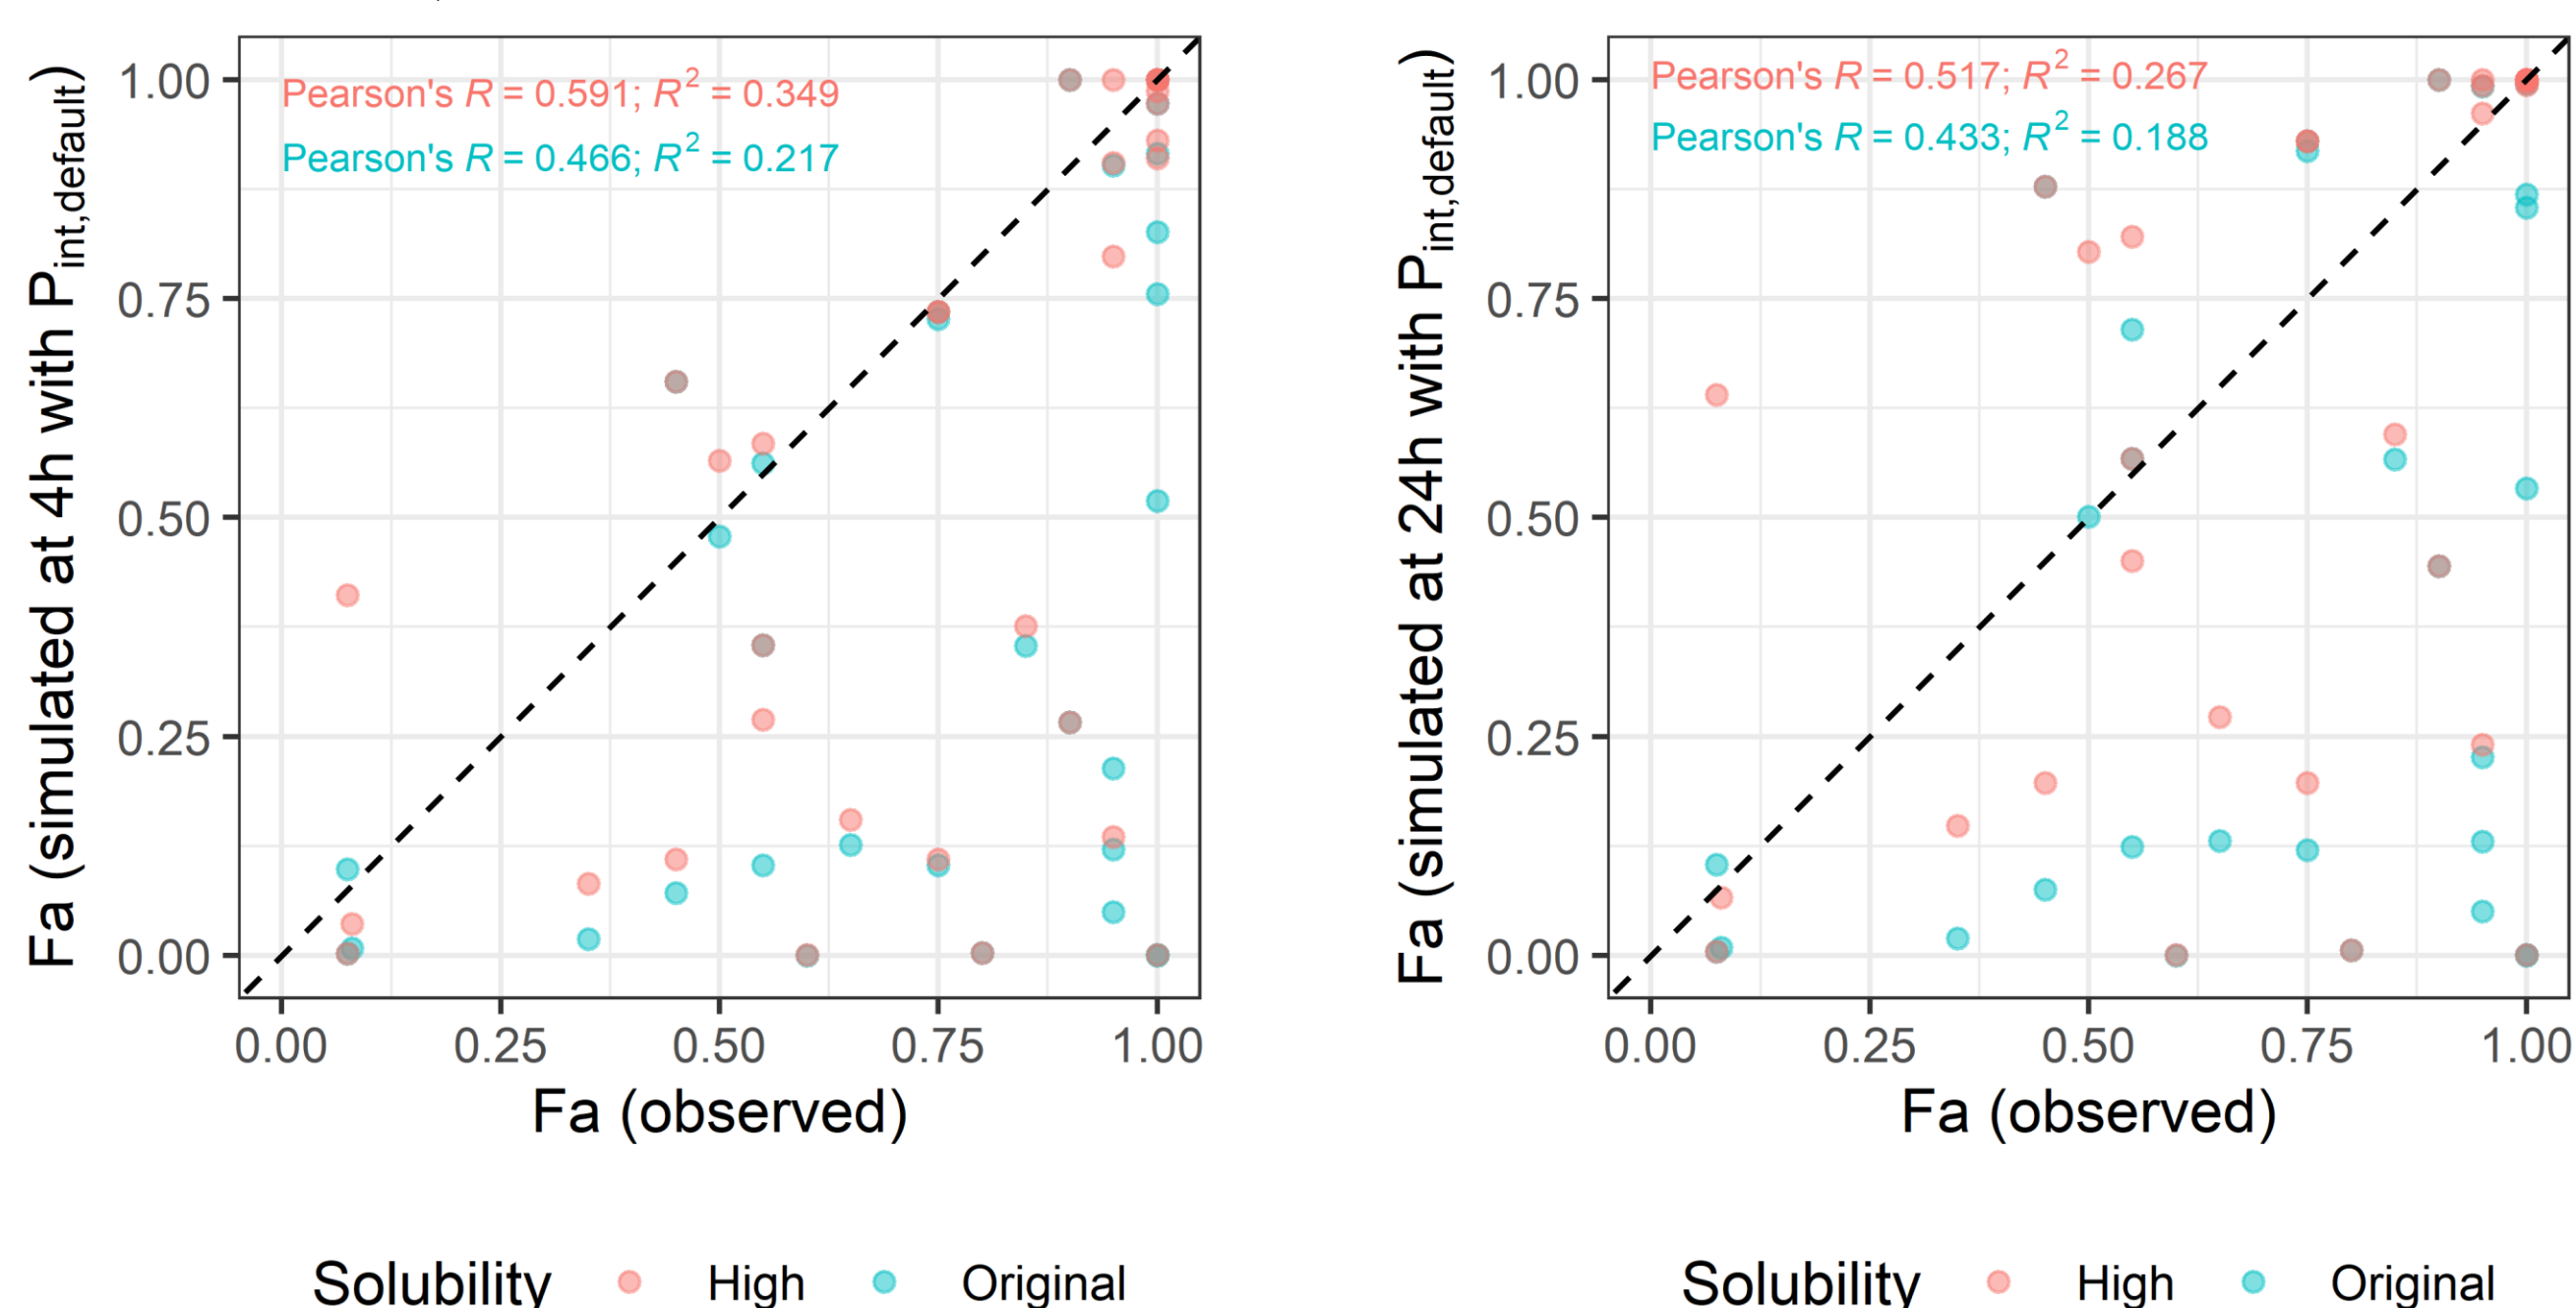 Fa (simulated at 4h with Pint,default)
1.00
0.75
0.50
0.25
0.00
Pearson's R = 0.591; R2 = 0.349
Pearson's R = 0.466; R2 = 0.217
0.00 0.25 0.50 0.75 1.00
Fa (observed)
Solubility High Original
Fa (simulated at 24h with Pint,default)
1.00
0.75
0.50
0.25
0.00
Pearson's R = 0.517; R2 = 0.267
Pearson's R = 0.433; R2 = 0.188
0.00 0.25 0.50 0.75 1.00
Fa (observed)
Solubility High Original